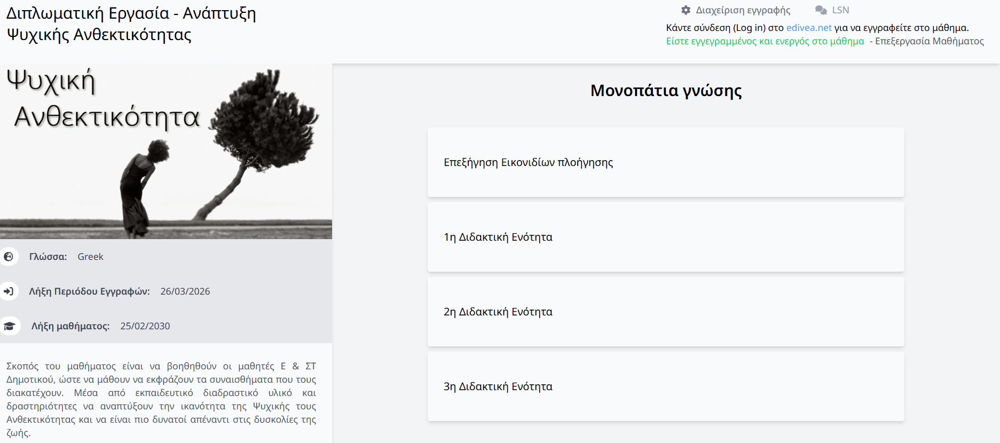 Διπλωματική Εργασία - Ανάπτυξη
Ψυχικής Ανθεκτικότητας
Διαχείριση εγγραφής
LSN
Κάντε σύνδεση (Log in) στο edivea.net για να εγγραφείτε στο μάθημα.
Είστε εγγεγραμμένος και ενεργός στο μάθημα - Επεξεργασία Μαθήματος
Ψυχική
Ανθεκτικότητα
Γλώσσα: Greek
Λήξη Περιόδου Εγγραφών: 26/03/2026
Λήξη μαθήματος: 25/02/2030
Σκοπός του μαθήματος είναι να βοηθηθούν οι μαθητές Ε & ΣΤ
Δημοτικού, ώστε να μάθουν να εκφράζουν τα συναισθήματα που τους
διακατέχουν. Μέσα από εκπαιδευτικό διαδραστικό υλικό και
δραστηριότητες να αναπτύξουν την ικανότητα της Ψυχικής τους
Ανθεκτικότητας και να είναι πιο δυνατοί απέναντι στις δυσκολίες της
ζωής.
Μονοπάτια γνώσης
Επεξήγηση Εικονιδίων πλοήγησης
1η Διδακτική Ενότητα
2η Διδακτική Ενότητα
3η Διδακτική Ενότητα